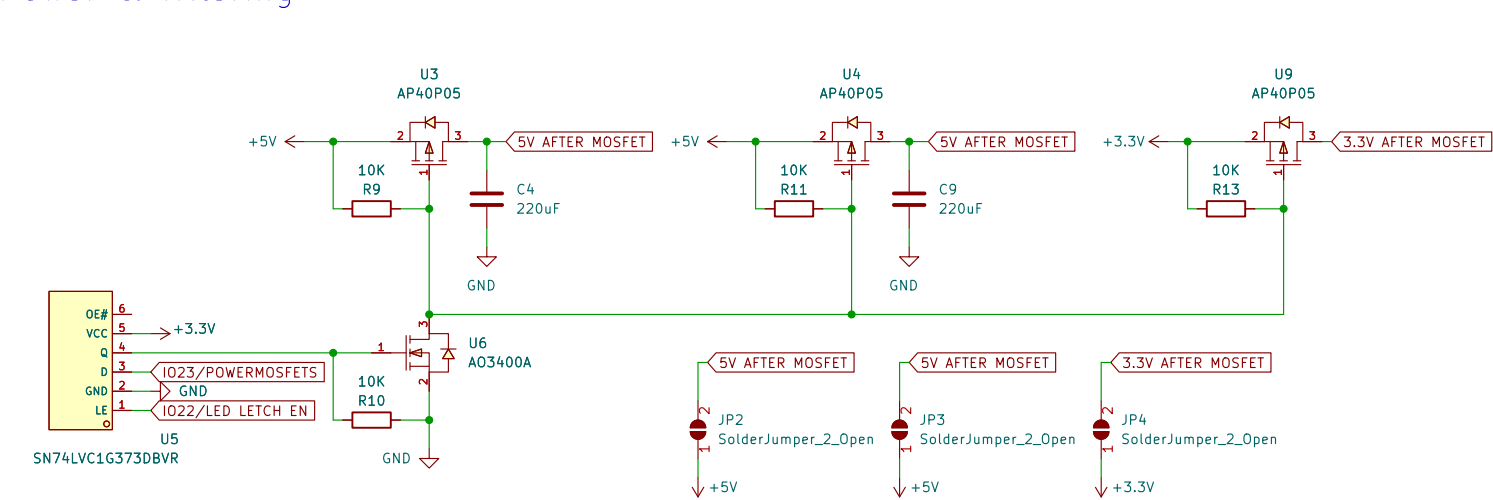 U3
AP40P05
U4
AP40P05
U9
AP40P05
+5V
2
3
5V AFTER MOSFET
+5V
2
3
5V AFTER MOSFET
+3.3V
2
3
3.3V AFTER MOSFET
1
1
1
10K
R9
10K
R11
10K
R13
C4
220uF
C9
220uF
GND
GND
OE# 6
VCC 5
+3.3V
Q 4
D 3
IO23/POWERMOSFETS
GND 2
GND
LE 1
IO22/LED LETCH EN
U5
SN74LVC1G373DBVR
3
1
2
U6
AO3400A
10K
R10
GND
5V AFTER MOSFET
5V AFTER MOSFET
3.3V AFTER MOSFET
2
1
JP2
SolderJumper_2_Open
2
1
JP3
SolderJumper_2_Open
2
1
JP4
SolderJumper_2_Open
+5V
+5V
+3.3V